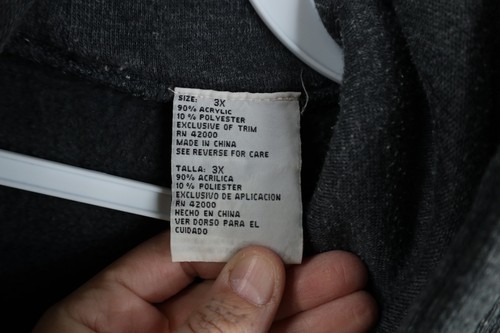 SIZE: 3X
90% ACRYLIC
10% POLYESTER
EXCLUSIVE OF TRIM
RN 42000
MADE IN CHINA
SEE REVERSE FOR CARE
TALLA: 3X
90% ACRILICA
10% POLIESTER
EXCLUSIVO DE APLICACION
RN 42000
HECHO EN CHINA
VER DORSO PARA EL
CUIDADO